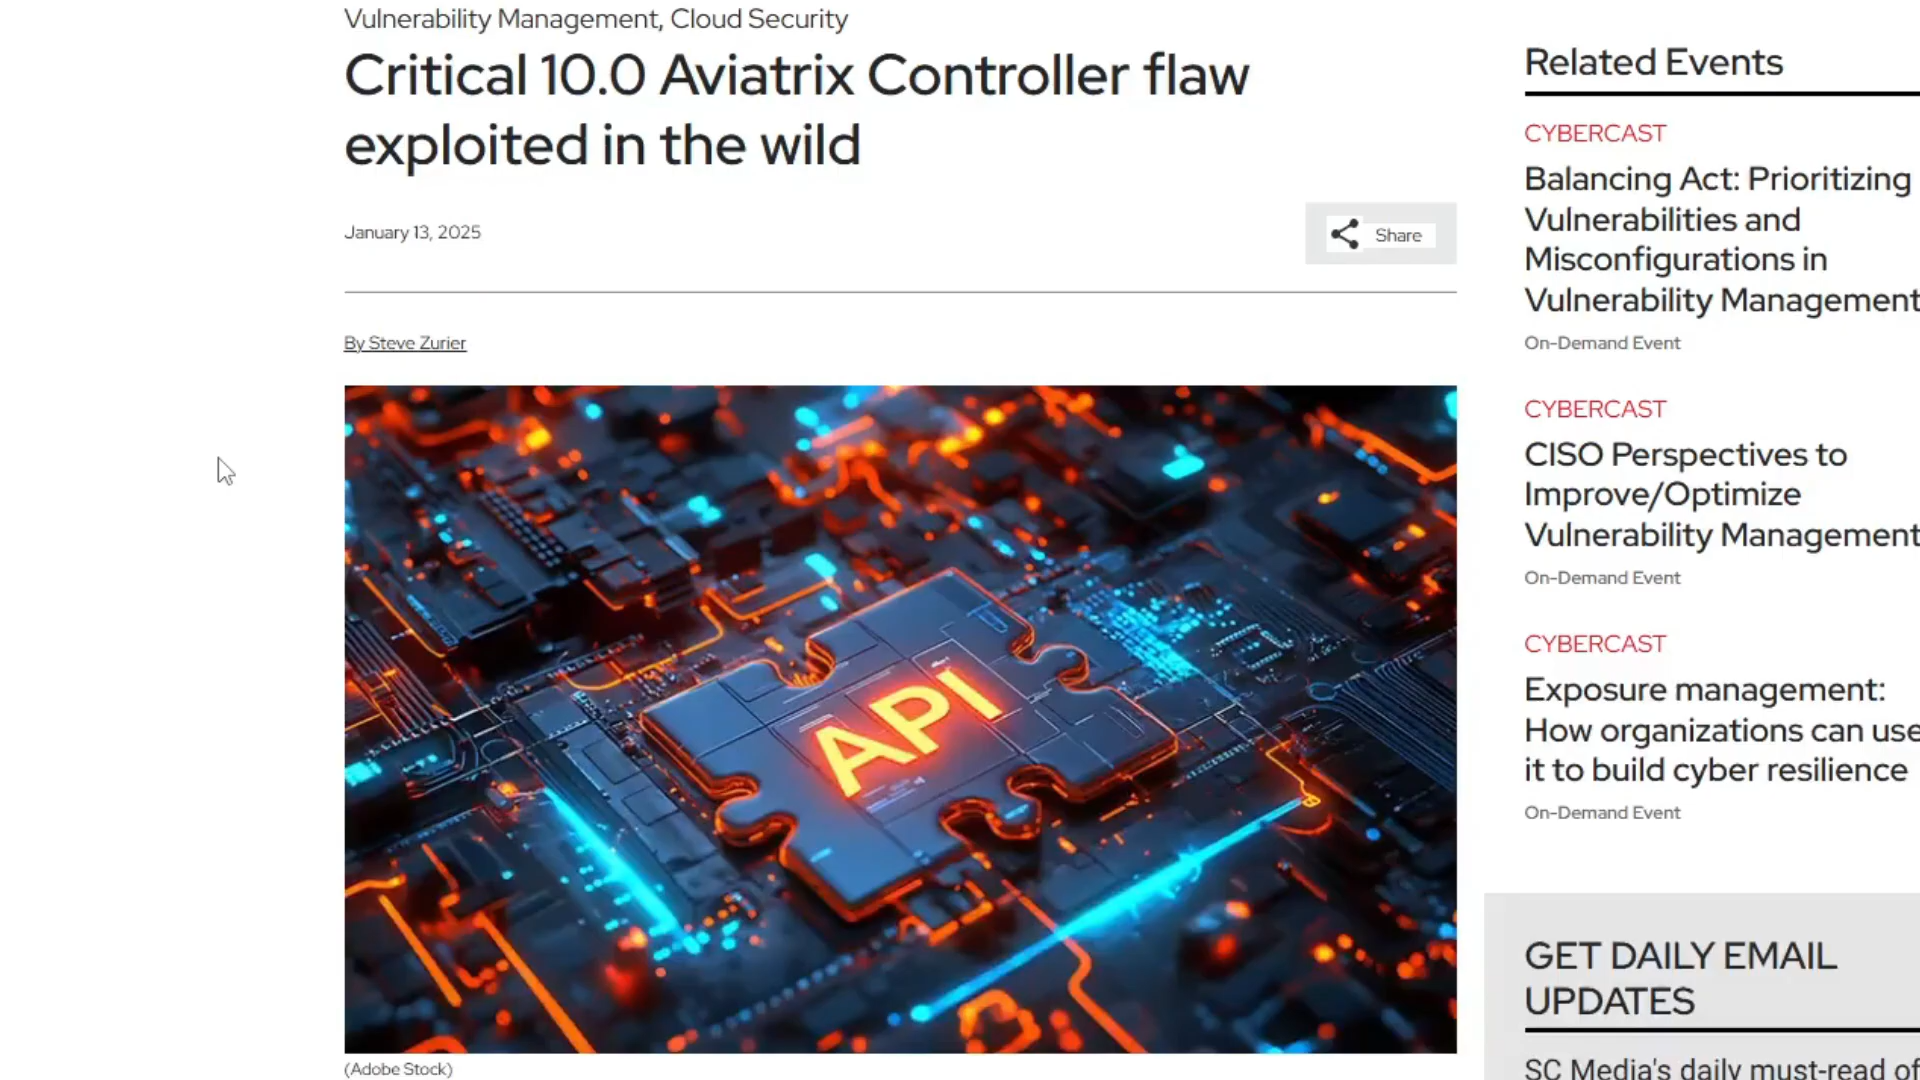 Vulnerability Management, Cloud Security
Critical 10.0 Aviatrix Controller flaw
exploited in the wild
January 13, 2025
Share
By Steve Zurier
API
(Adobe Stock)
Related Events
CYBERCAST
Balancing Act: Prioritizing
Vulnerabilities and
Misconfigurations in
Vulnerability Management
On-Demand Event
CYBERCAST
CISO Perspectives to
Improve/Optimize
Vulnerability Management
On-Demand Event
CYBERCAST
Exposure management:
How organizations can use
it to build cyber resilience
On-Demand Event
GET DAILY EMAIL
UPDATES
SC Media's daily must-read of